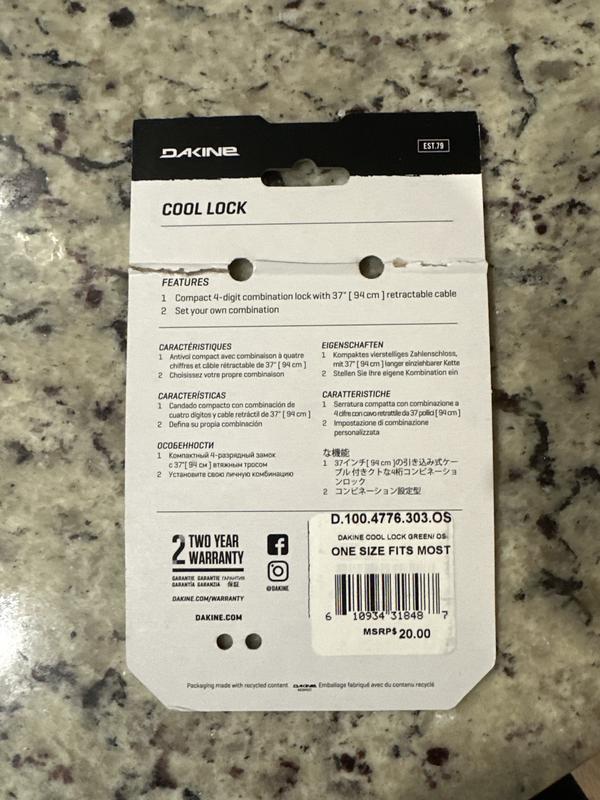 DAKINE
EST.79
COOL LOCK
FEATURES
1 Compact 4-digit combination lock with 37" [ 94 cm ] retractable cable
2 Set your own combination
CARACTÉRISTIQUES
1 Antivol compact avec combinaison à quatre
chiffres et câble rétractable de 37" [ 94 cm ]
2 Choisissez votre propre combinaison
EIGENSCHAFTEN
1 Kompaktes vierstelliges Zahlenschloss,
mit 37" [ 94 cm ] langer einziehbarer Kette
2 Stellen Sie Ihre eigene Kombination ein
CARACTERÍSTICAS
1 Candado compacto con combinación de
cuatro dígitos y cable retráctil de 37" [ 94 cm ]
2 Defina su propia combinación
CARATTERISTICHE
1 Serratura compatta con combinazione a
4 cifre con cavo retrattile da 37 pollici [ 94 cm ]
2 Impostazione di combinazione
personalizzata
ОСОБЕННОСТИ
1 Компактный 4-разрядный замок
с 37"[ 94 см ] втяжным тросом
2 Установите свою личную комбинацию
な機能
1 37インチ[ 94 cm ]の引き込み式ケー
ブル 付きクトな4桁コンビネーショ
ンロック
2 コンビネーション設定型
2 TWO YEAR
WARRANTY
GARANTIE GARANTIE ГАРАНТИЯ
GARANTÍA GARANZIA 保証
DAKINE.COM/WARRANTY
DAKINE.COM
@DAKINE
D.100.4776.303.OS
DAKINE COOL LOCK GREEN/ OS
ONE SIZE FITS MOST
6 10934 31848 7
MSRP$ 20.00
Packaging made with recycled content DAKINE Emballage fabriqué avec du contenu recyclé